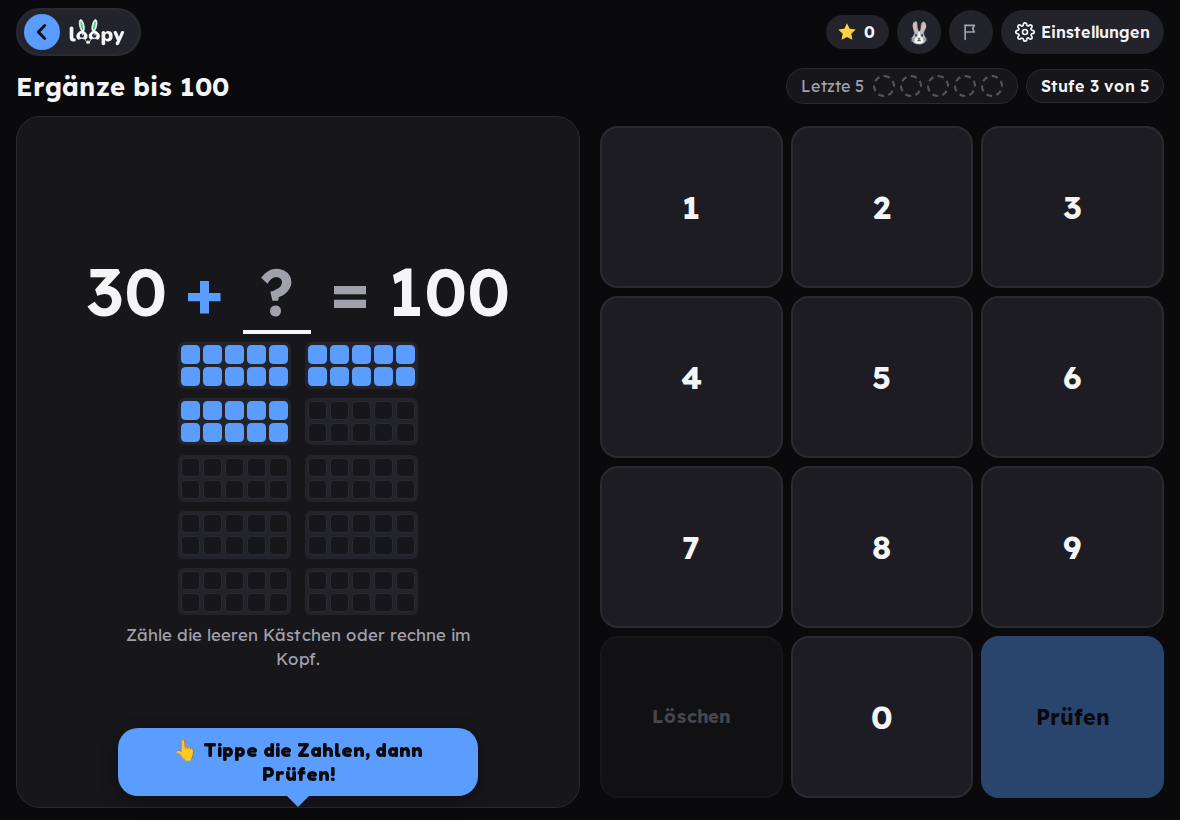 loopy
0
Einstellungen
Ergänze bis 100
Letzte 5
Stufe 3 von 5
30 + ? = 100
Zähle die leeren Kästchen oder rechne im
Kopf.
👆 Tippe die Zahlen, dann
Prüfen!
1 2 3
4 5 6
7 8 9
Löschen 0 Prüfen